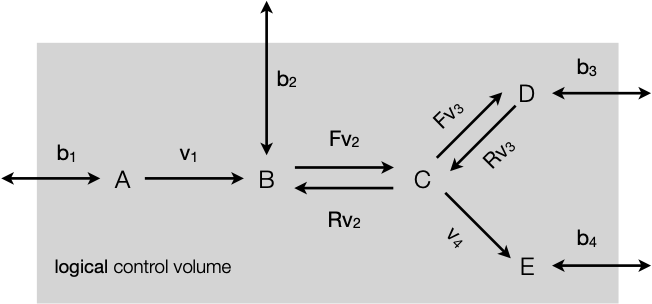 b₂
b₃
D
Fv₃
Rv₃
b₁
A
v₁
B
Fv₂
Rv₂
C
v₄
E
b₄
logical control volume